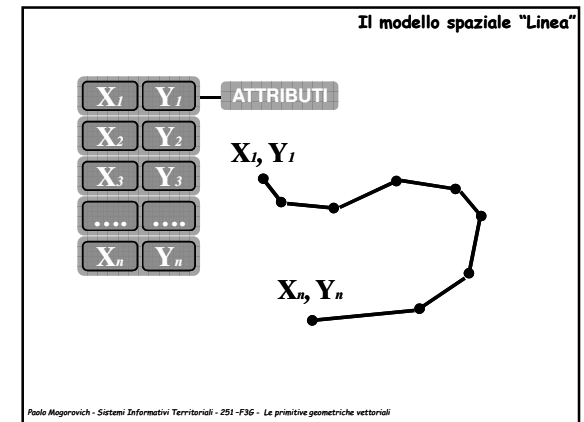 Il modello spaziale “Linea”
X1 Y1 ATTRIBUTI
X2 Y2
X3 Y3
.... ....
Xn Yn
X1, Y1
Xn, Yn
Paolo Mogorovich - Sistemi Informativi Territoriali - 251 -F3G - Le primitive geometriche vettoriali